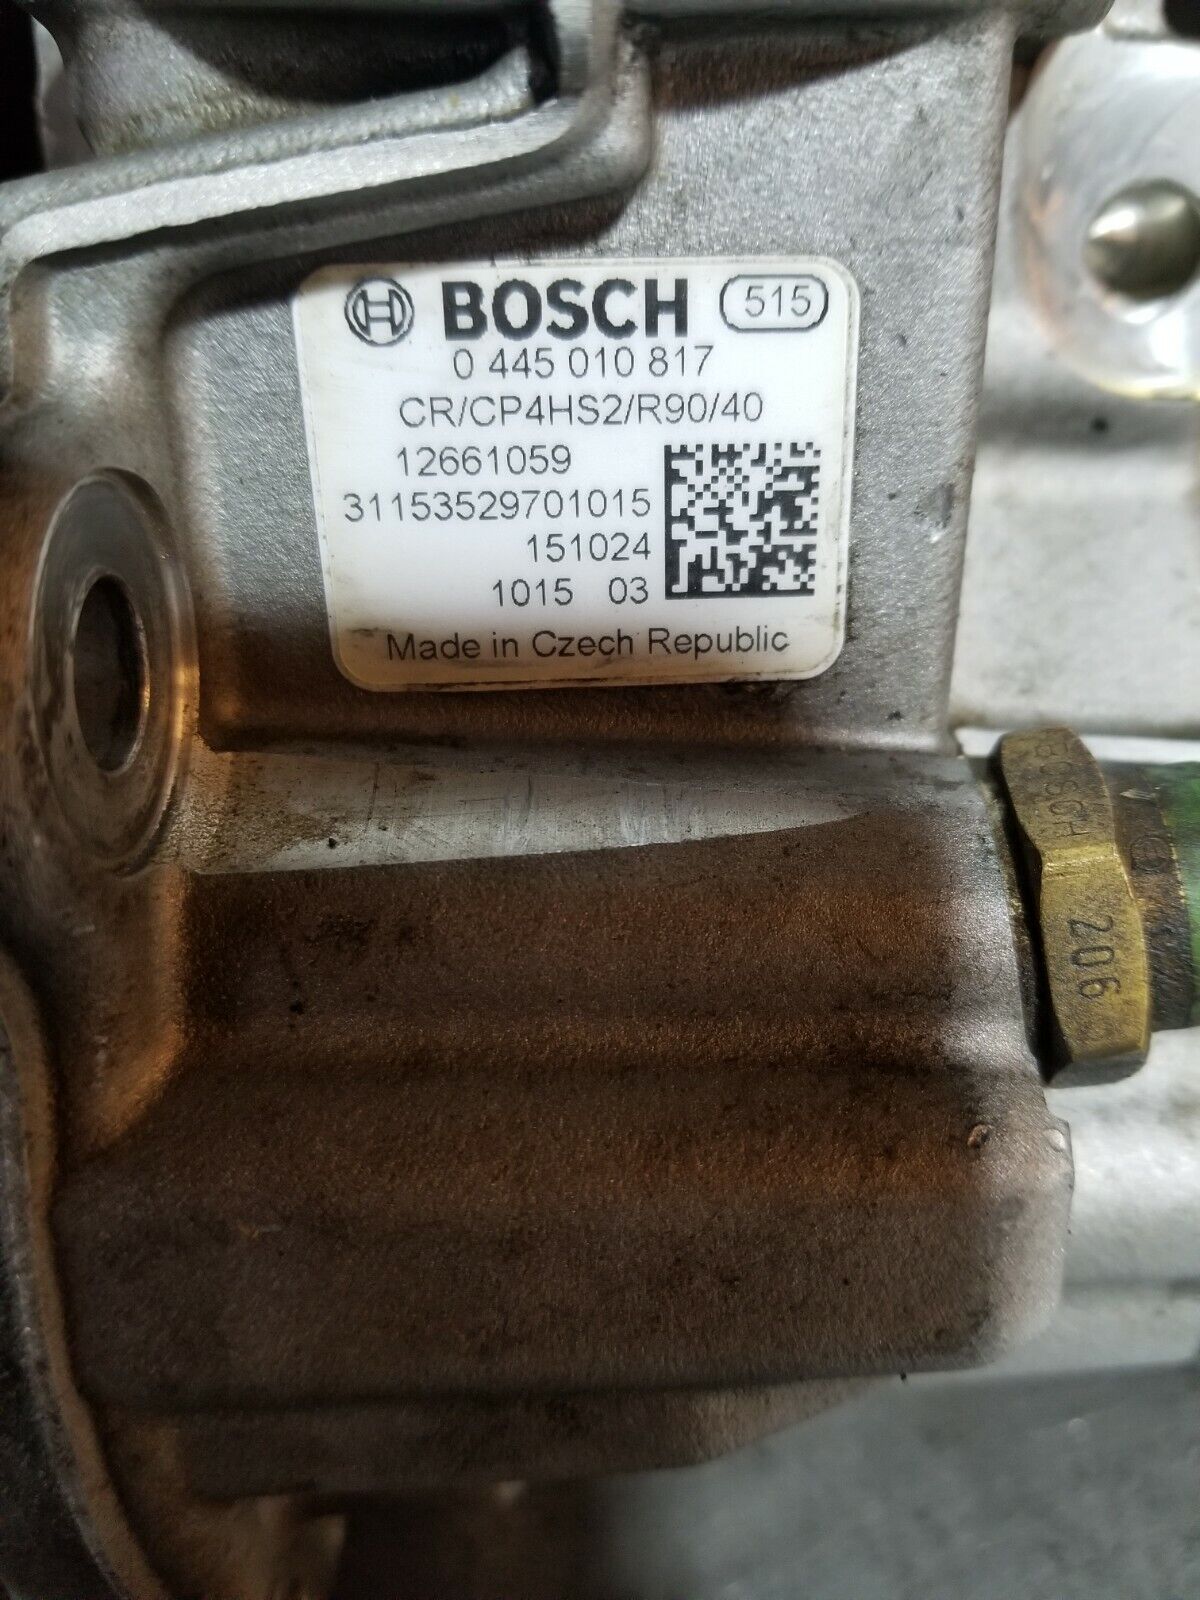 BOSCH 515
0 445 010 817
CR/CP4HS2/R90/40
12661059
31153529701015
151024
1015 03
Made in Czech Republic
BOSCH 206